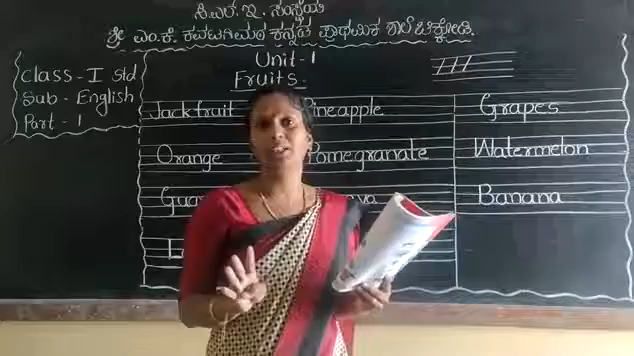 ಸಿ.ಎಲ್.ಇ. ಸಂಸ್ಥೆಯ
ಶ್ರೀ ಎಂ.ಕೆ. ಕವಟಗಿಮಠ ಕನ್ನಡ ಪ್ರಾಥಮಿಕ ಶಾಲೆ ಚಿಕ್ಕೋಡಿ.
Class - I std
Sub - English
Part - 1
Unit - 1
Fruits
Jackfruit Pineapple Grapes
Orange Pomegranate Watermelon
Banana